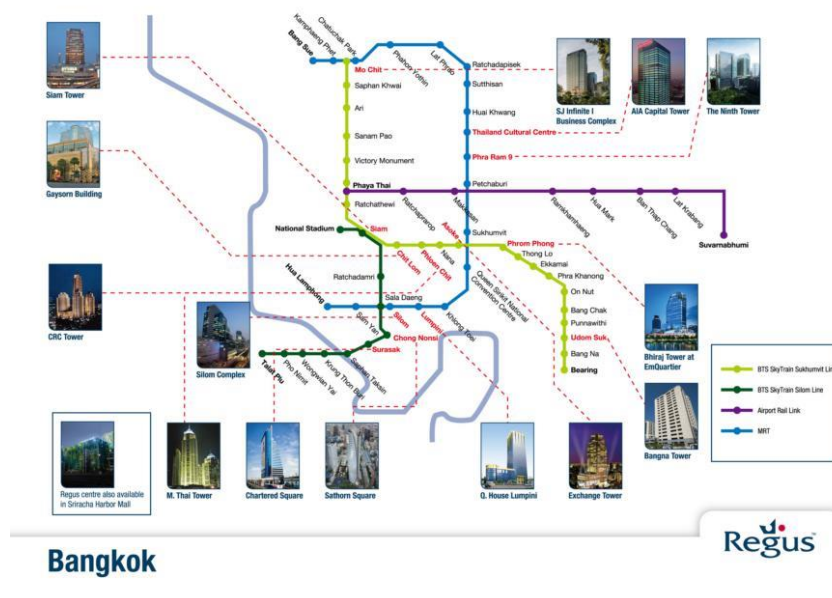 Chatuchak Park
Kamphaeng Phet
Bang Sue
Mo Chit
Phahon Yothin
Lat Phrao
Ratchadapisek
Saphan Khwai
Sutthisan
Ari
Huai Khwang
Sanam Pao
Thailand Cultural Centre
Victory Monument
Phra Ram 9
Phaya Thai
Petchaburi
Ratchathewi
Ratchaprarop
Makkasan
Ramkhamhaeng
Hua Mark
Ban Thap Chang
Lat Krabang
Suvarnabhumi
National Stadium
Siam
Asoke
Sukhumvit
Phrom Phong
Chit Lom
Phloen Chit
Nana
Thong Lo
Ekkamai
Phra Khanong
Hua Lamphong
Ratchadamri
Queen Sirikit National
Convention Centre
On Nut
Sala Daeng
Bang Chak
Sam Yan
Silom
Lumpini
Khlong Toei
Punnawithi
Chong Nonsi
Udom Suk
Surasak
Bang Na
Talat Plu
Pho Nimit
Wongwian Yai
Krung Thon Buri
Saphan Taksin
Bearing
Siam Tower
Gaysorn Building
CRC Tower
Silom Complex
SJ Infinite I
Business Complex
AIA Capital Tower
The Ninth Tower
Bhiraj Tower at
EmQuartier
Bangna Tower
BTS SkyTrain Sukhumvit Lin
BTS SkyTrain Silom Line
Airport Rail Link
MRT
Regus centre also available
in Sriracha Harbor Mall
M. Thai Tower
Chartered Square
Sathorn Square
Q. House Lumpini
Exchange Tower
Regus
Bangkok